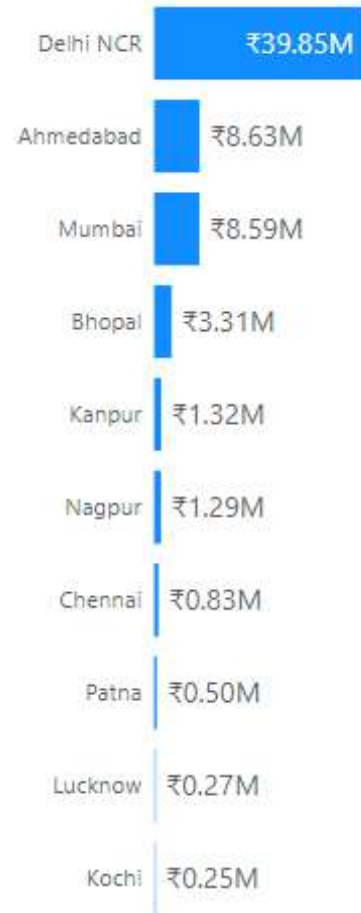 Delhi NCR ₹39.85M
Ahmedabad ₹8.63M
Mumbai ₹8.59M
Bhopal ₹3.31M
Kanpur ₹1.32M
Nagpur ₹1.29M
Chennai ₹0.83M
Patna ₹0.50M
Lucknow ₹0.27M
Kochi ₹0.25M